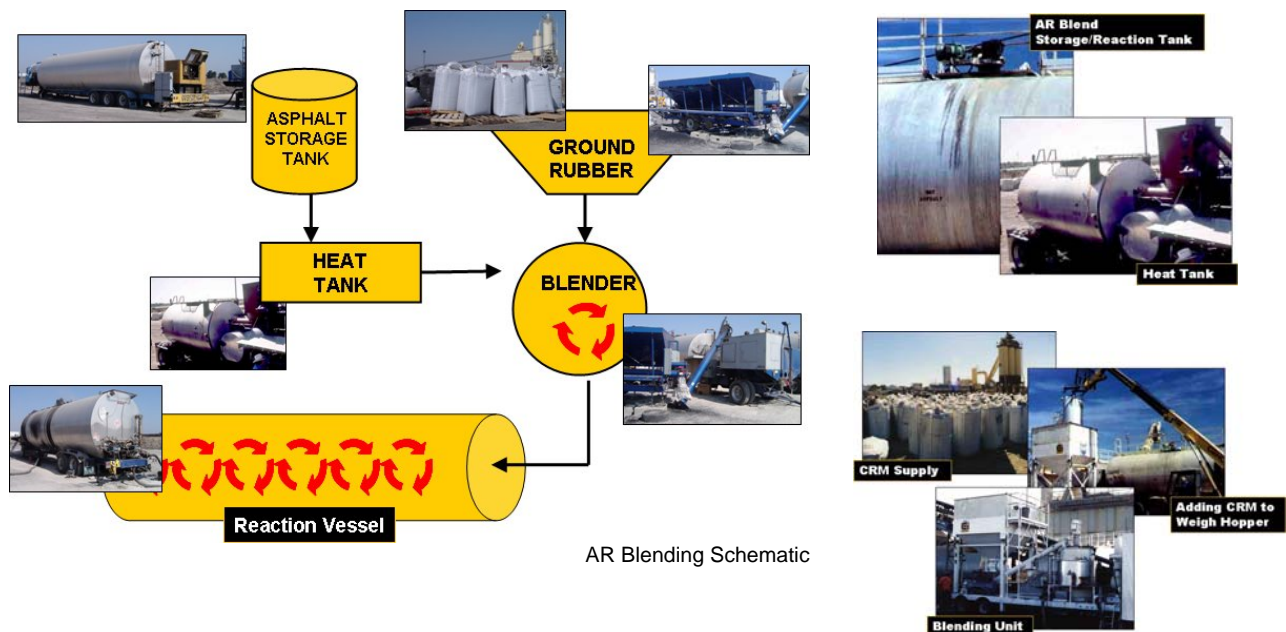 ASPHALT
STORAGE
TANK
GROUND
RUBBER
HEAT
TANK
BLENDER
Reaction Vessel
AR Blending Schematic
AR Blend
Storage/Reaction Tank
Heat Tank
CRM Supply
Adding CRM to
Weigh Hopper
Blending Unit